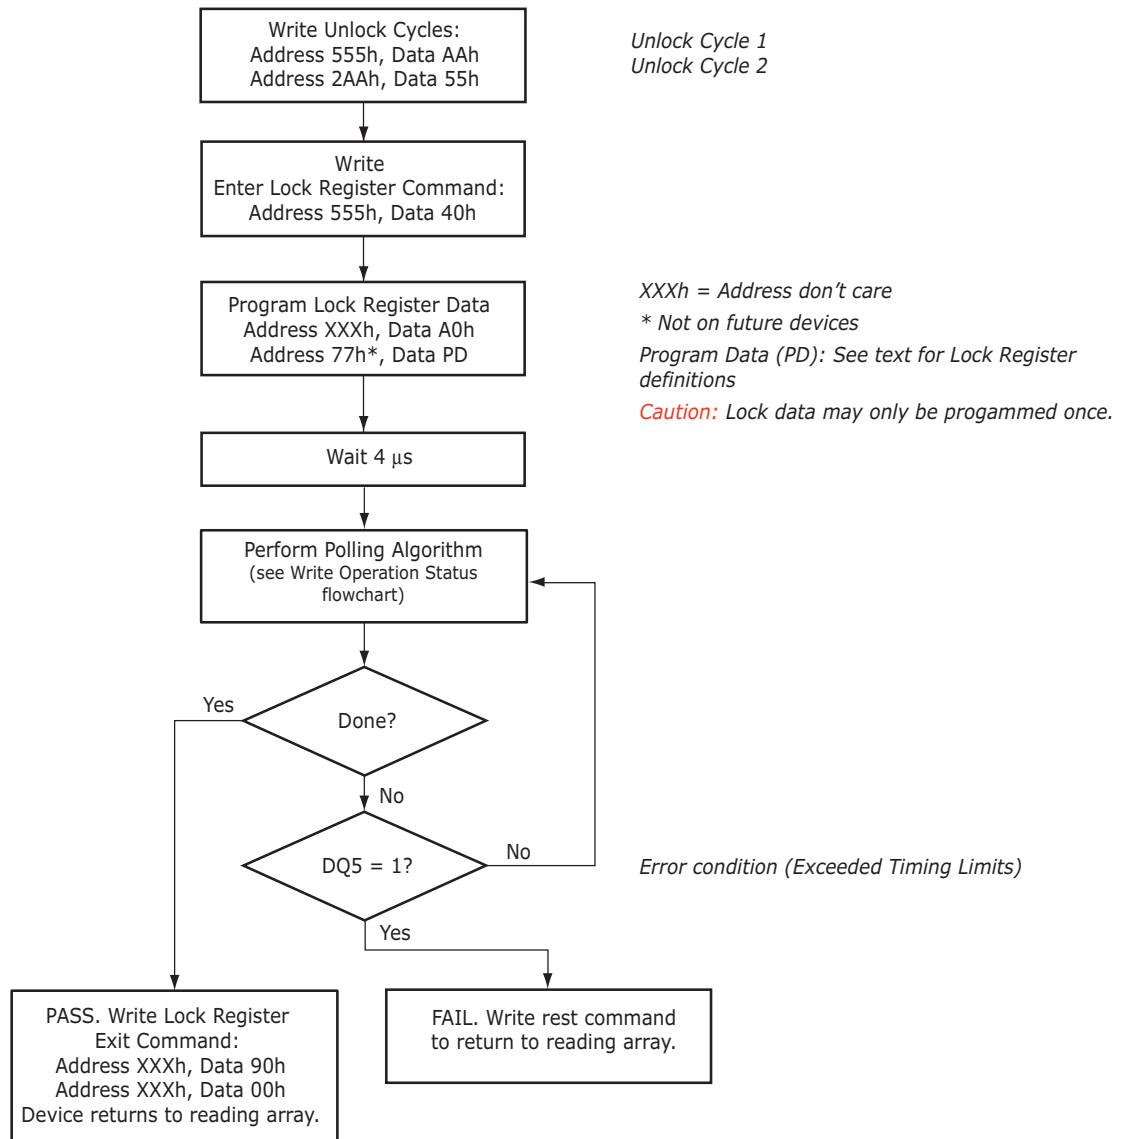 Write Unlock Cycles:
Address 555h, Data AAh
Address 2AAh, Data 55h
Unlock Cycle 1
Unlock Cycle 2
Write
Enter Lock Register Command:
Address 555h, Data 40h
Program Lock Register Data
Address XXXh, Data A0h
Address 77h*, Data PD
XXXh = Address don't care
* Not on future devices
Program Data (PD): See text for Lock Register
definitions
Caution: Lock data may only be progammed once.
Wait 4 μs
Perform Polling Algorithm
(see Write Operation Status
flowchart)
Yes
Done?
No
DQ5 = 1?
No
Error condition (Exceeded Timing Limits)
Yes
PASS. Write Lock Register
Exit Command:
Address XXXh, Data 90h
Address XXXh, Data 00h
Device returns to reading array.
FAIL. Write rest command
to return to reading array.